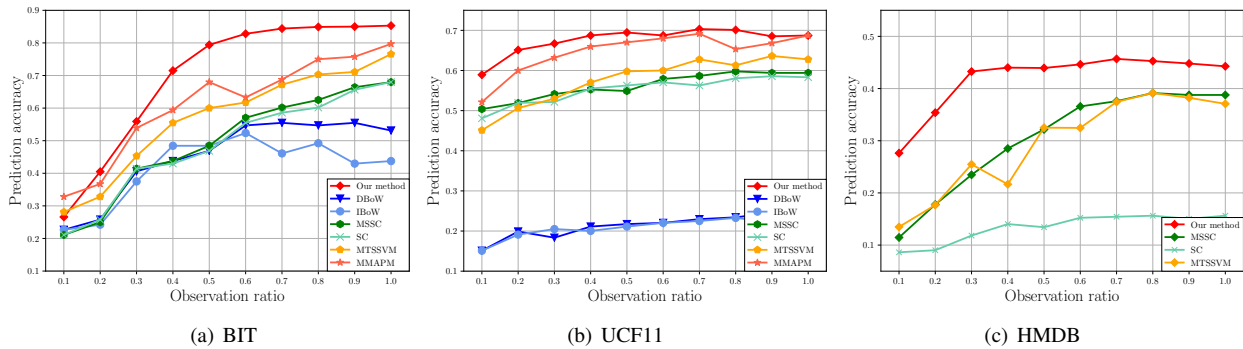 0.9
0.8
0.7
0.6
0.5
0.4
0.3
0.2
0.1
Prediction accuracy
0.1 0.2 0.3 0.4 0.5 0.6 0.7 0.8 0.9 1.0
Observation ratio
Our method
DBoW
IBoW
MSSC
SC
MTSSVM
MMAPM
(a) BIT
0.7
0.6
0.5
0.4
0.3
0.2
0.1
Prediction accuracy
0.1 0.2 0.3 0.4 0.5 0.6 0.7 0.8 0.9 1.0
Observation ratio
Our method
DBoW
IBoW
MSSC
SC
MTSSVM
MMAPM
(b) UCF11
0.5
0.4
0.3
0.2
0.1
Prediction accuracy
0.1 0.2 0.3 0.4 0.5 0.6 0.7 0.8 0.9 1.0
Observation ratio
Our method
MSSC
SC
MTSSVM
(c) HMDB